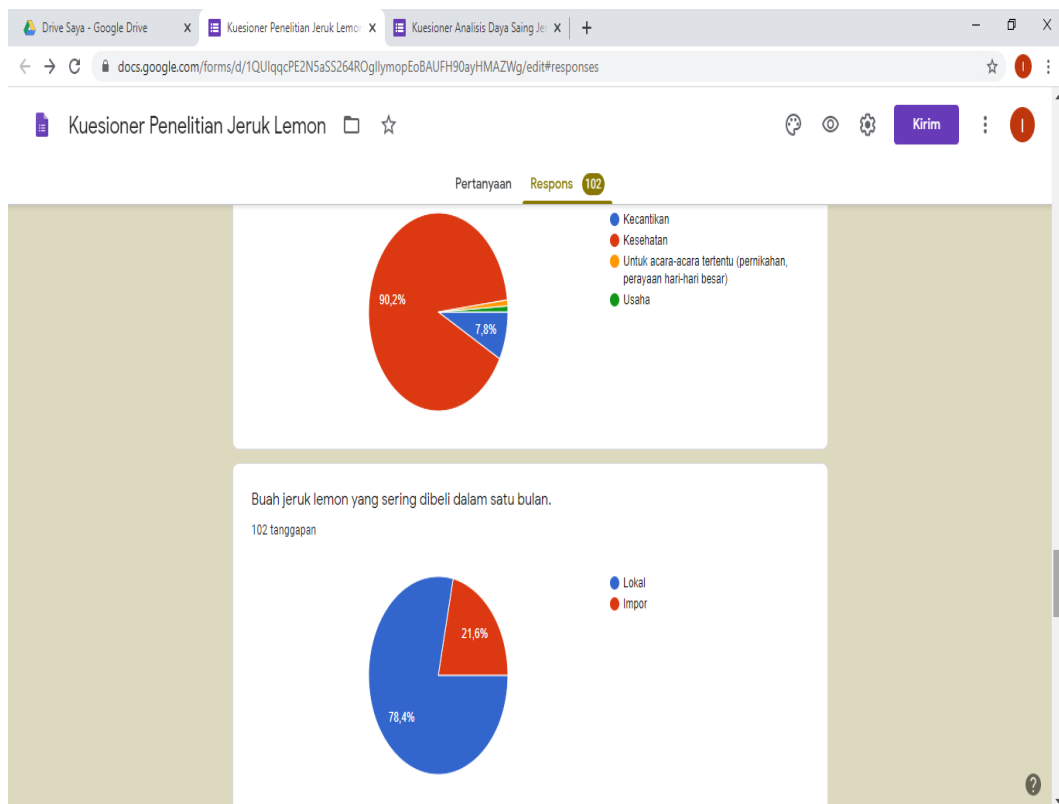 Drive Saya - Google Drive
Kuesioner Penelitian Jeruk Lemon
Kuesioner Analisis Daya Saing Je
docs.google.com/forms/d/1QUIqqcPE2N5aSS264ROgIlymopEoBAUFH90ayHMAZWg/edit#responses
Kuesioner Penelitian Jeruk Lemon
Kirim
I
Pertanyaan
Respons 102
90,2%
7,8%
Kecantikan
Kesehatan
Untuk acara-acara tertentu (pernikahan,
perayaan hari-hari besar)
Usaha
Buah jeruk lemon yang sering dibeli dalam satu bulan.
102 tanggapan
21,6%
78,4%
Lokal
Impor